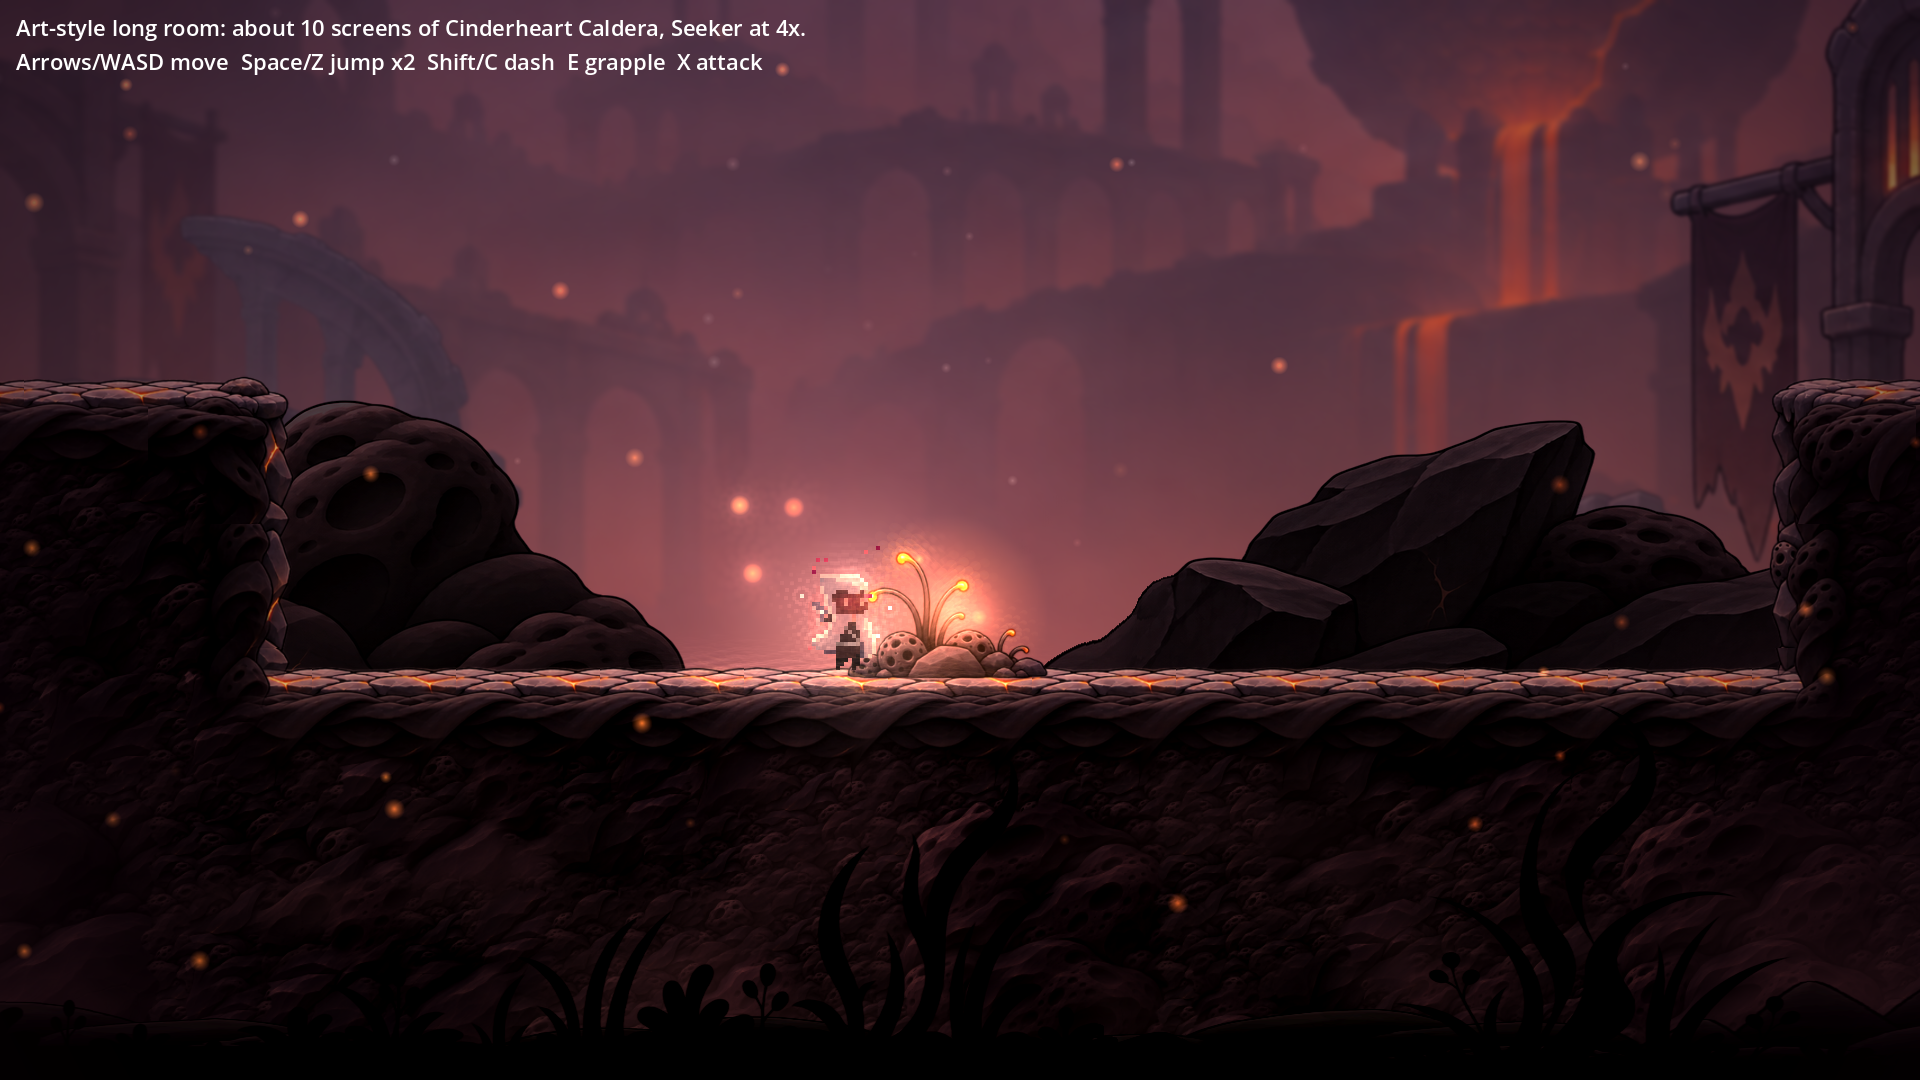 Art-style long room: about 10 screens of Cinderheart Caldera, Seeker at 4x.
Arrows/WASD move  Space/Z jump x2  Shift/C dash  E grapple  X attack